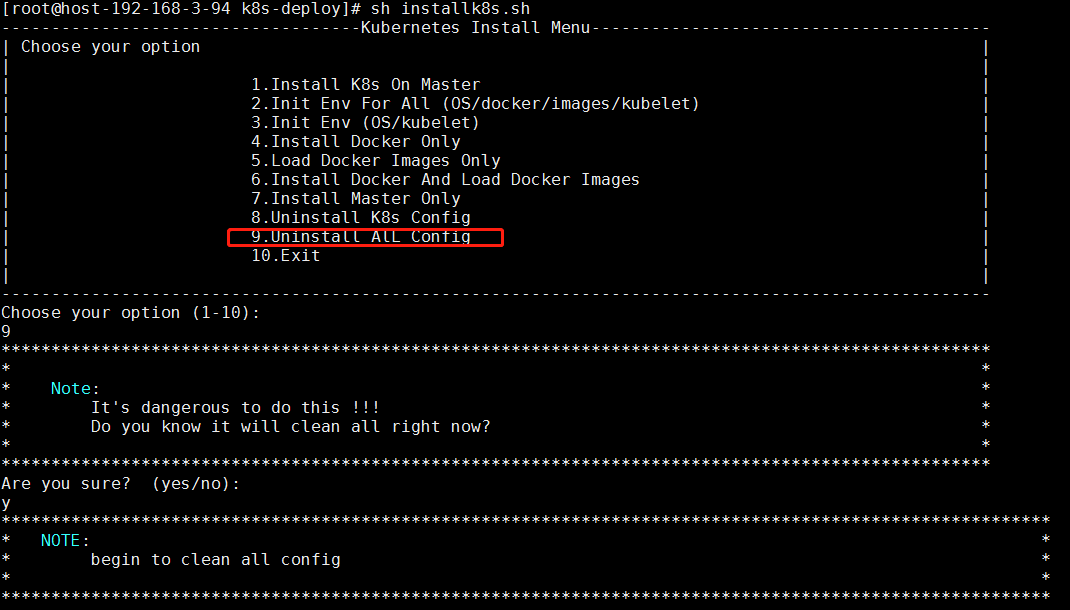 [root@host-192-168-3-94 k8s-deploy]# sh installk8s.sh
------------------------------------Kubernetes Install Menu----------------------------------------
| Choose your option |
| |
| 1.Install K8s On Master |
| 2.Init Env For All (OS/docker/images/kubelet) |
| 3.Init Env (OS/kubelet) |
| 4.Install Docker Only |
| 5.Load Docker Images Only |
| 6.Install Docker And Load Docker Images |
| 7.Install Master Only |
| 8.Uninstall K8s Config |
| 9.Uninstall AlL Config |
| 10.Exit |
| |
---------------------------------------------------------------------------------------------------
Choose your option (1-10):
9
***************************************************************************************************
* *
* Note: *
* It's dangerous to do this !!! *
* Do you know it will clean all right now? *
* *
***************************************************************************************************
Are you sure? (yes/no):
y
*********************************************************************************************************
* NOTE: *
* begin to clean all config *
* *
*********************************************************************************************************